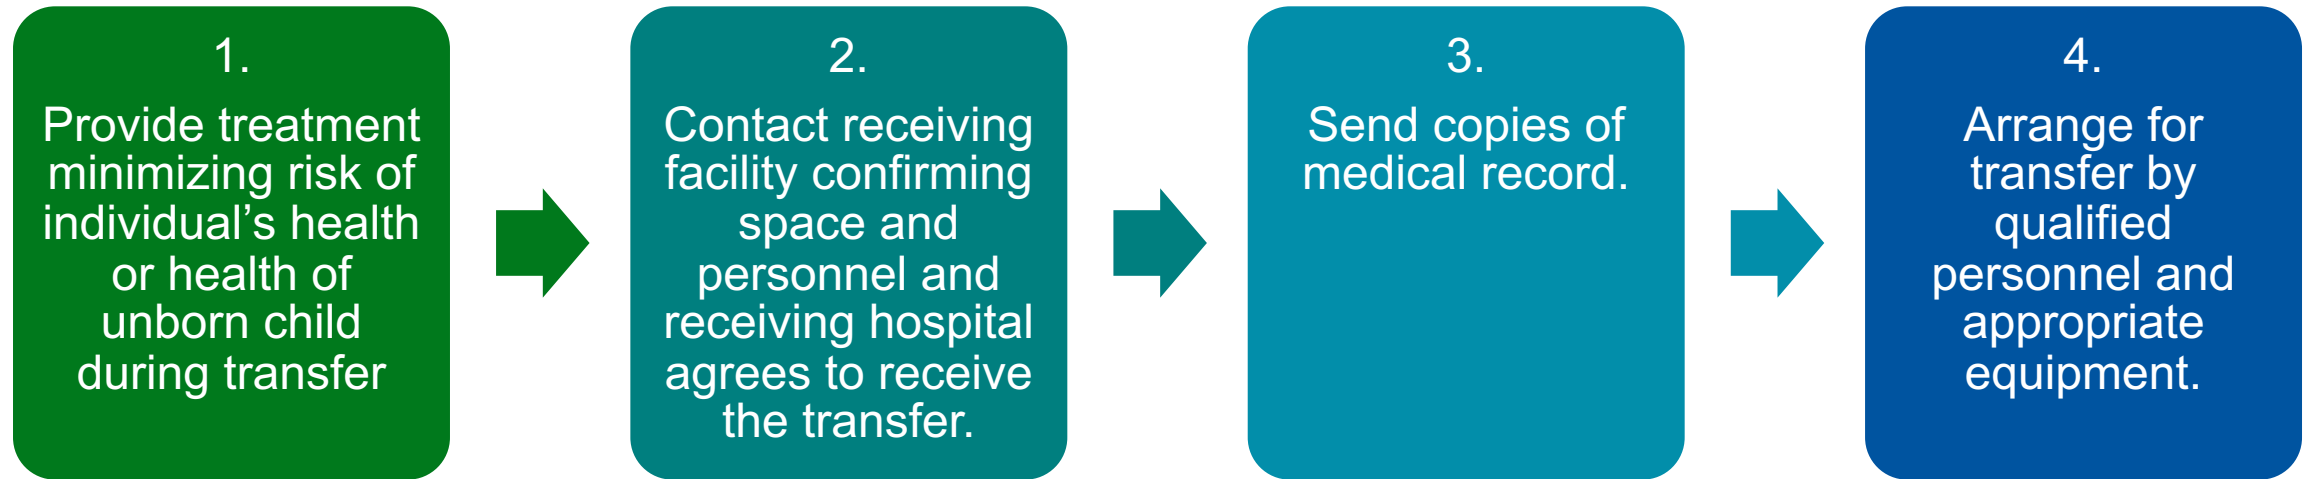 1.
Provide treatment
minimizing risk of
individual’s health
or health of
unborn child
during transfer
2.
Contact receiving
facility confirming
space and
personnel and
receiving hospital
agrees to receive
the transfer.
3.
Send copies of
medical record.
4.
Arrange for
transfer by
qualified
personnel and
appropriate
equipment.